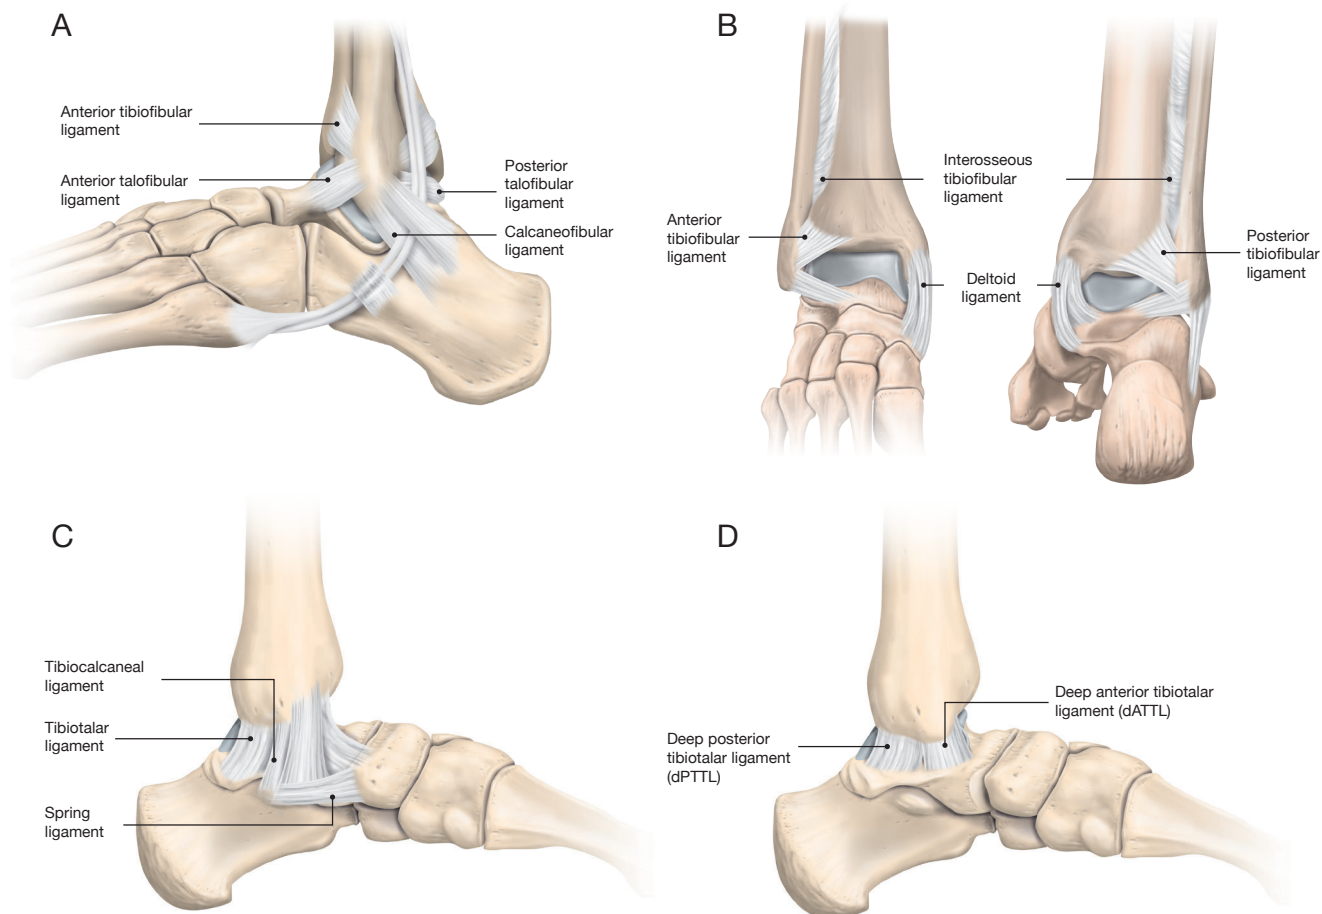 A
Anterior tibiofibular
ligament
Anterior talofibular
ligament
Posterior
talofibular
ligament
Calcaneofibular
ligament
B
Interosseous
tibiofibular
ligament
Anterior
tibiofibular
ligament
Posterior
tibiofibular
ligament
Deltoid
ligament
C
Tibiocalcaneal
ligament
Tibiotalar
ligament
Spring
ligament
D
Deep anterior tibiotalar
ligament (dATTL)
Deep posterior
tibiotalar ligament
(dPTTL)